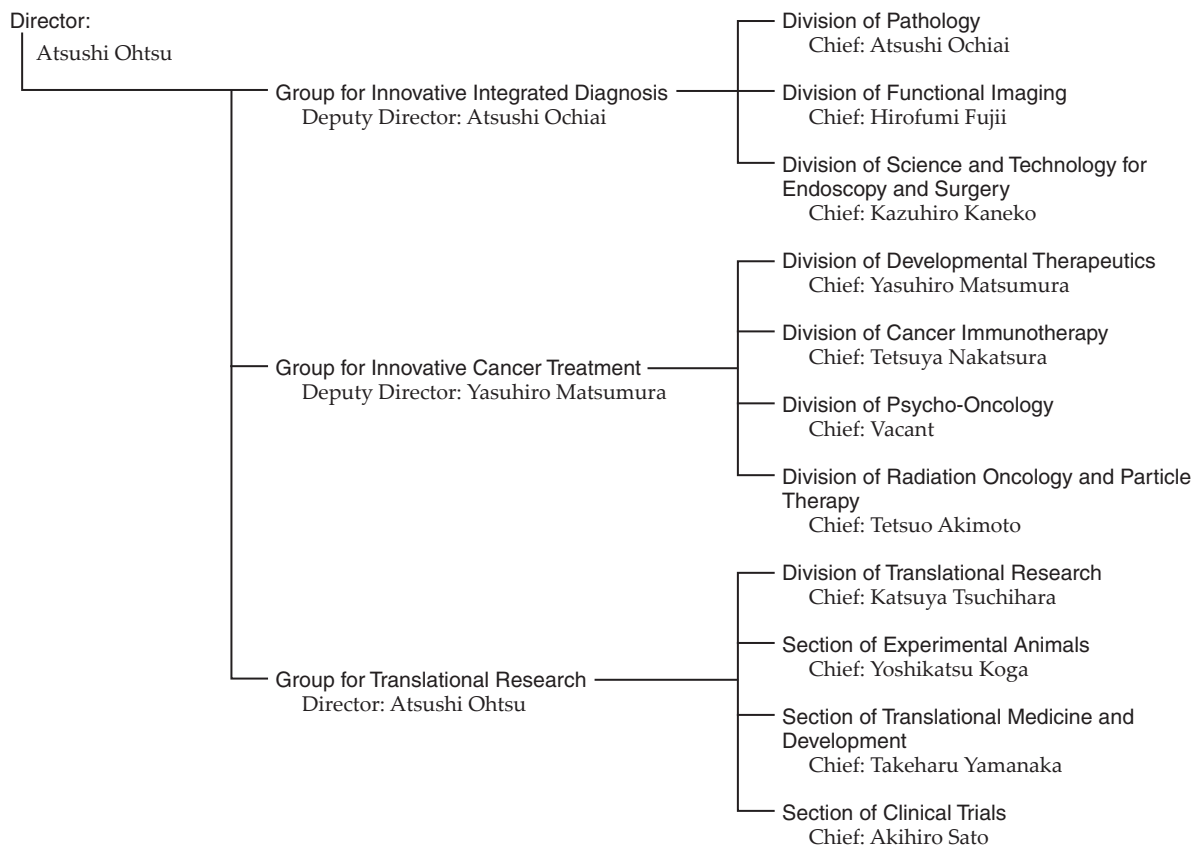 Director:
Atsushi Ohtsu
Group for Innovative Integrated Diagnosis
Deputy Director: Atsushi Ochiai
Division of Pathology
Chief: Atsushi Ochiai
Division of Functional Imaging
Chief: Hirofumi Fujii
Division of Science and Technology for
Endoscopy and Surgery
Chief: Kazuhiro Kaneko
Group for Innovative Cancer Treatment
Deputy Director: Yasuhiro Matsumura
Division of Developmental Therapeutics
Chief: Yasuhiro Matsumura
Division of Cancer Immunotherapy
Chief: Tetsuya Nakatsura
Division of Psycho-Oncology
Chief: Vacant
Division of Radiation Oncology and Particle
Therapy
Chief: Tetsuo Akimoto
Group for Translational Research
Director: Atsushi Ohtsu
Division of Translational Research
Chief: Katsuya Tsuchihara
Section of Experimental Animals
Chief: Yoshikatsu Koga
Section of Translational Medicine and
Development
Chief: Takeharu Yamanaka
Section of Clinical Trials
Chief: Akihiro Sato